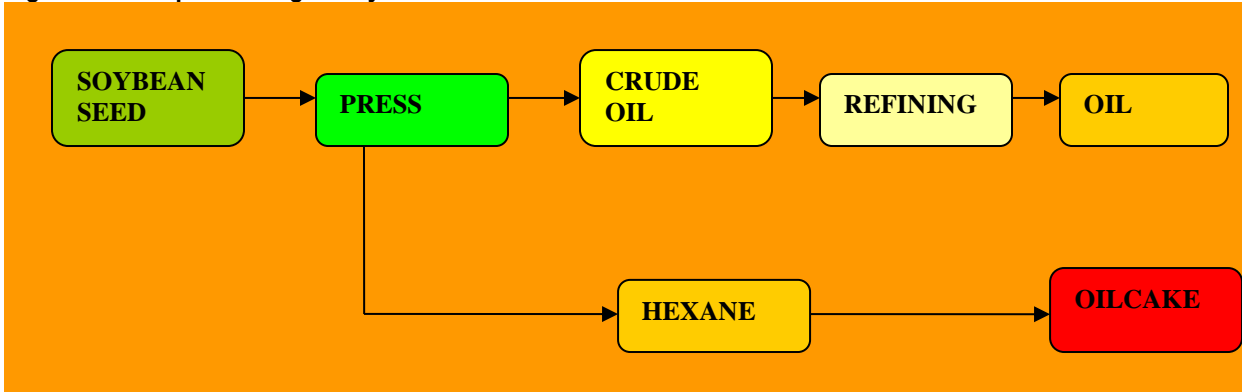 SOYBEAN
SEED
PRESS
CRUDE
OIL
REFINING
OIL
HEXANE
OILCAKE